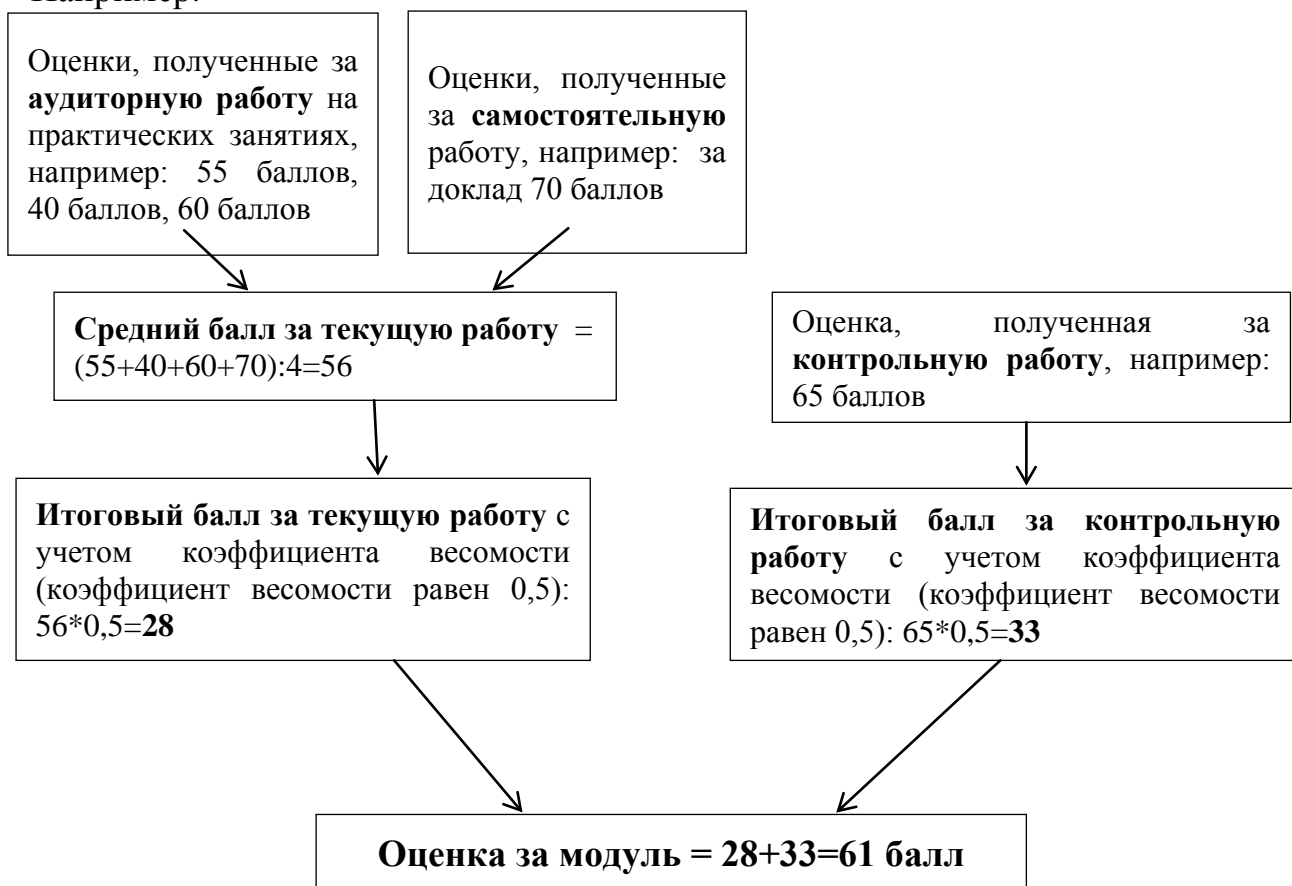 Например:
Оценки, полученные за
аудиторную работу на
практических занятиях,
например: 55 баллов,
40 баллов, 60 баллов
Оценки, полученные
за самостоятельную
работу, например: за
доклад 70 баллов
Средний балл за текущую работу =
(55+40+60+70):4=56
Оценка, полученная за
контрольную работу, например:
65 баллов
Итоговый балл за текущую работу с
учетом коэффициента весомости
(коэффициент весомости равен 0,5):
56*0,5=28
Итоговый балл за контрольную
работу с учетом коэффициента
весомости (коэффициент весомости
равен 0,5): 65*0,5=33
Оценка за модуль = 28+33=61 балл